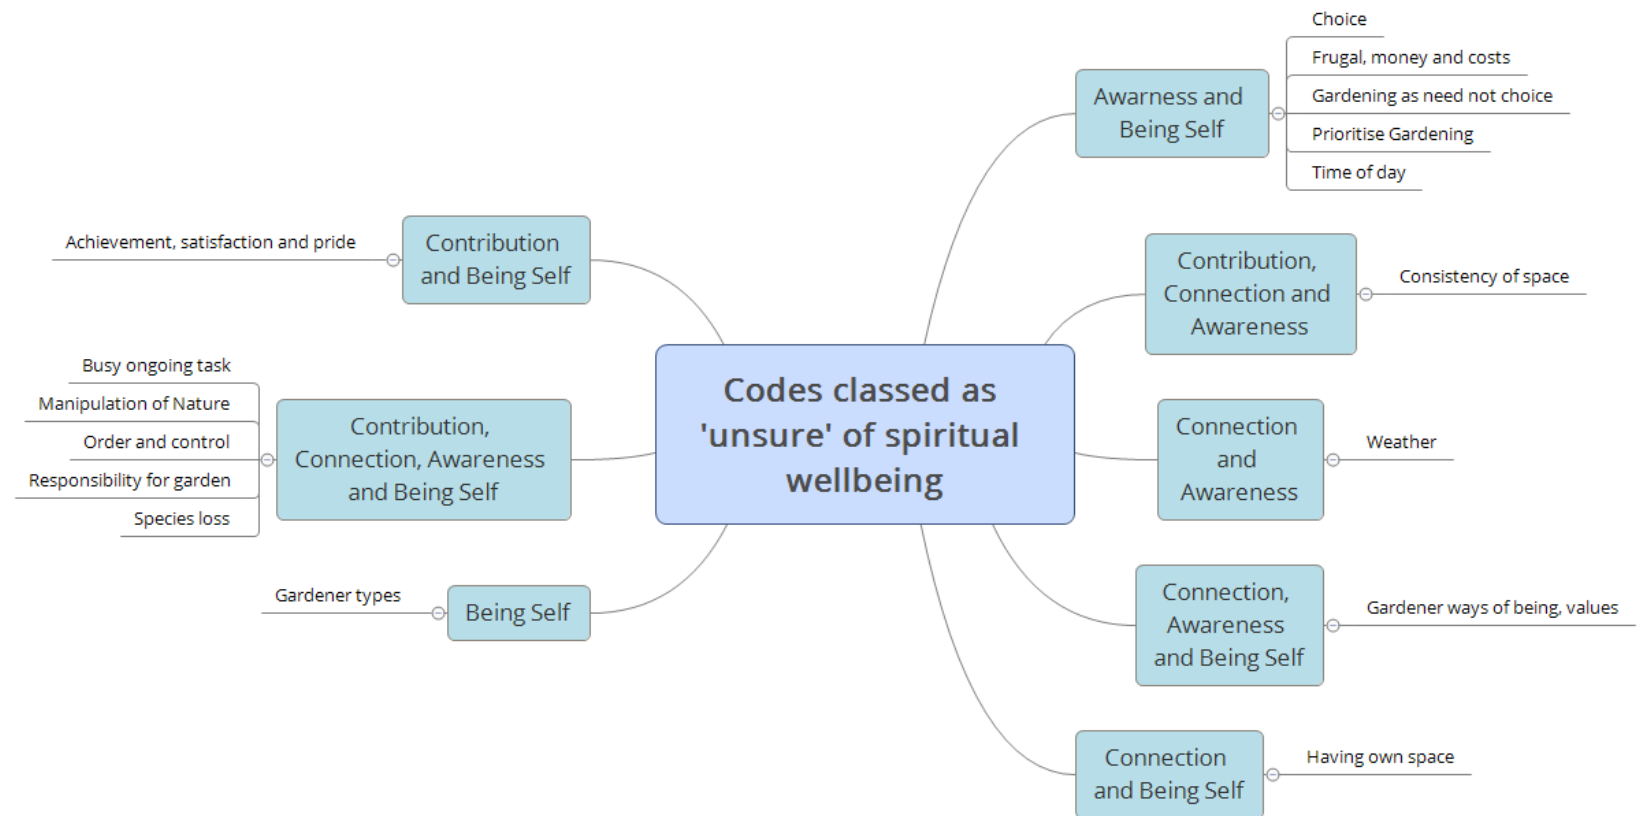 Codes classed as
'unsure' of spiritual
wellbeing
Awarness and
Being Self
Choice
Frugal, money and costs
Gardening as need not choice
Prioritise Gardening
Time of day
Contribution,
Connection and
Awareness
Consistency of space
Connection
and
Awareness
Weather
Connection,
Awareness
and Being Self
Gardener ways of being, values
Connection
and Being Self
Having own space
Contribution
and Being Self
Achievement, satisfaction and pride
Contribution,
Connection, Awareness
and Being Self
Busy ongoing task
Manipulation of Nature
Order and control
Responsibility for garden
Species loss
Being Self
Gardener types